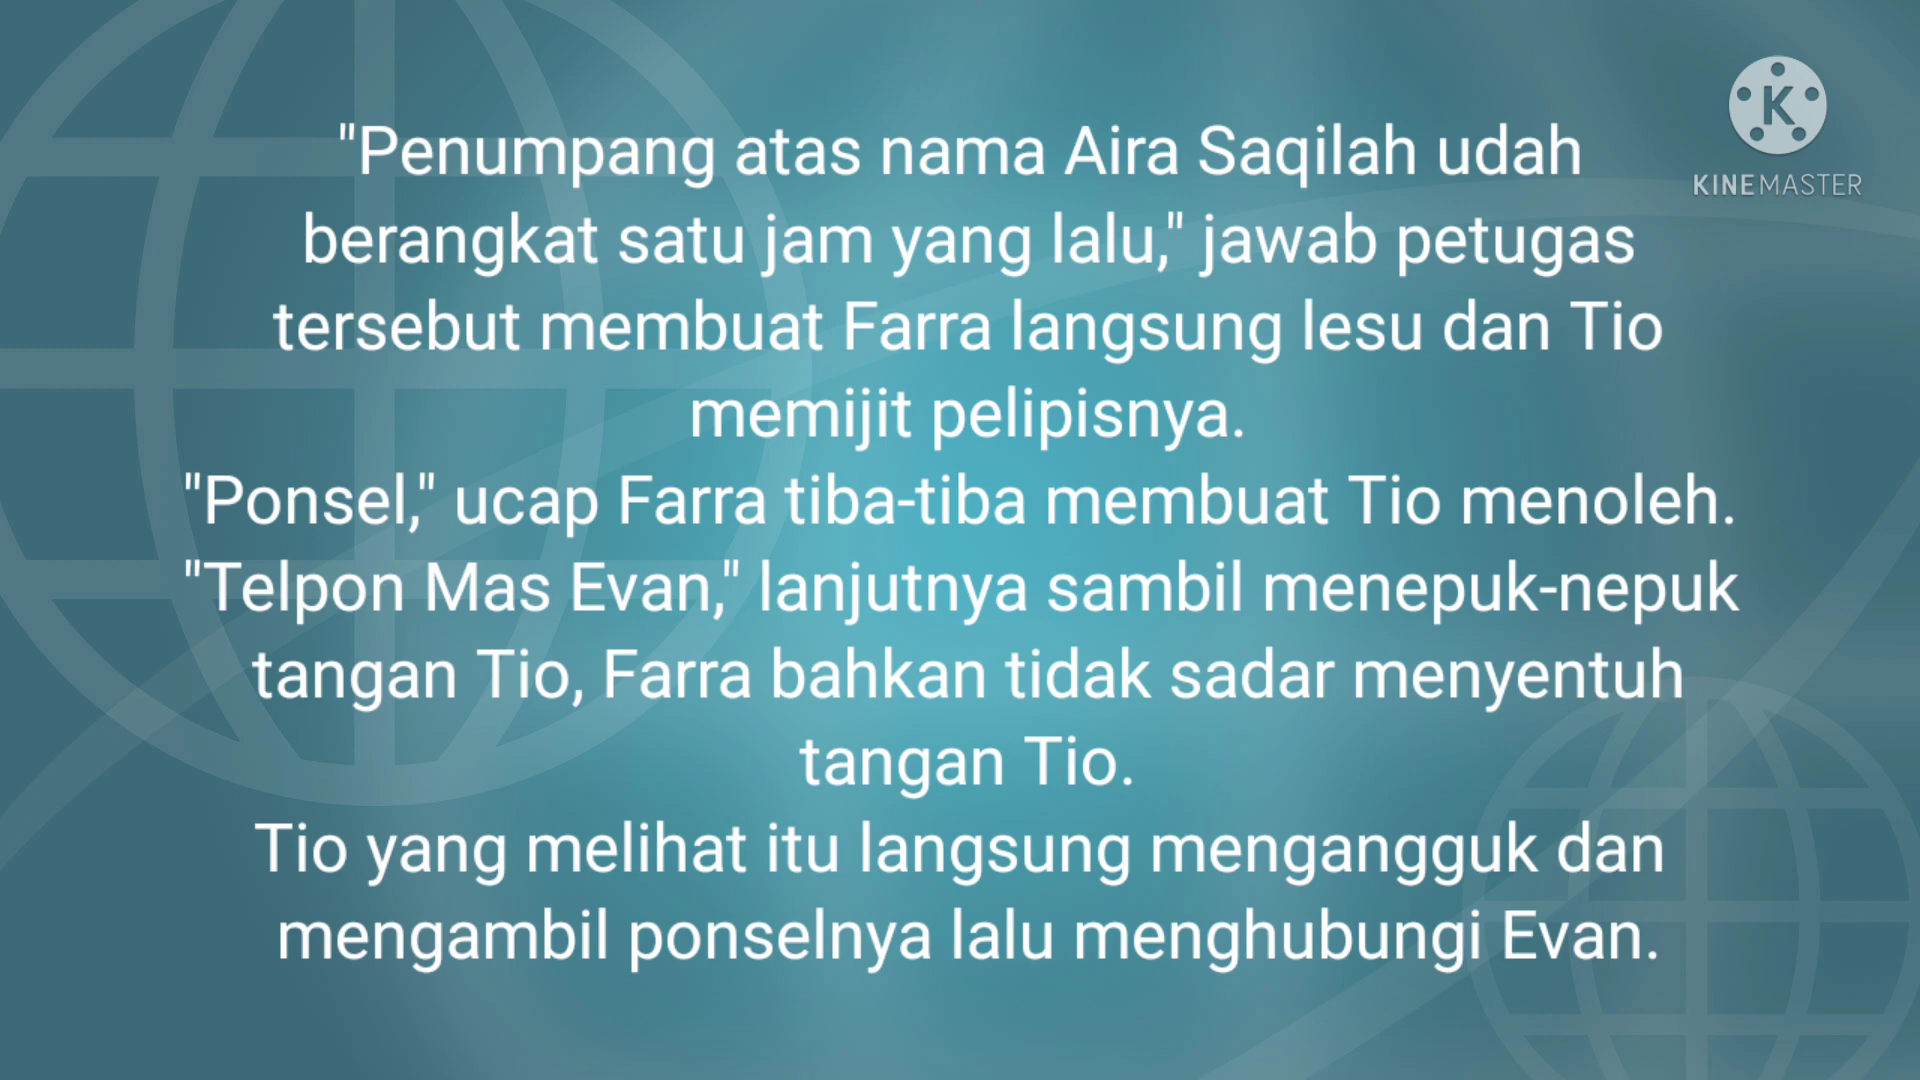 "Penumpang atas nama Aira Saqilah udah
berangkat satu jam yang lalu," jawab petugas
tersebut membuat Farra langsung lesu dan Tio
memijit pelipisnya.
"Ponsel," ucap Farra tiba-tiba membuat Tio menoleh.
"Telpon Mas Evan," lanjutnya sambil menepuk-nepuk
tangan Tio, Farra bahkan tidak sadar menyentuh
tangan Tio.
Tio yang melihat itu langsung mengangguk dan
mengambil ponselnya lalu menghubungi Evan.
K
KINEMASTER